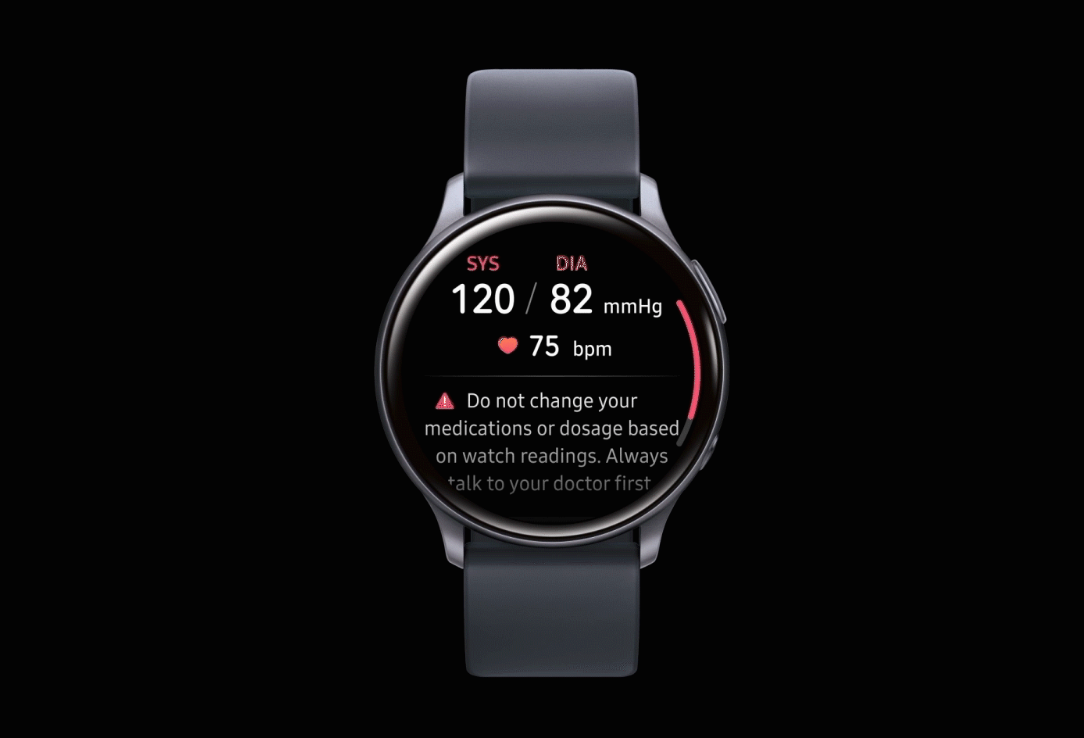 SYS DIA
120 / 82 mmHg
75 bpm
Do not change your
medications or dosage based
on watch readings. Always
talk to your doctor first